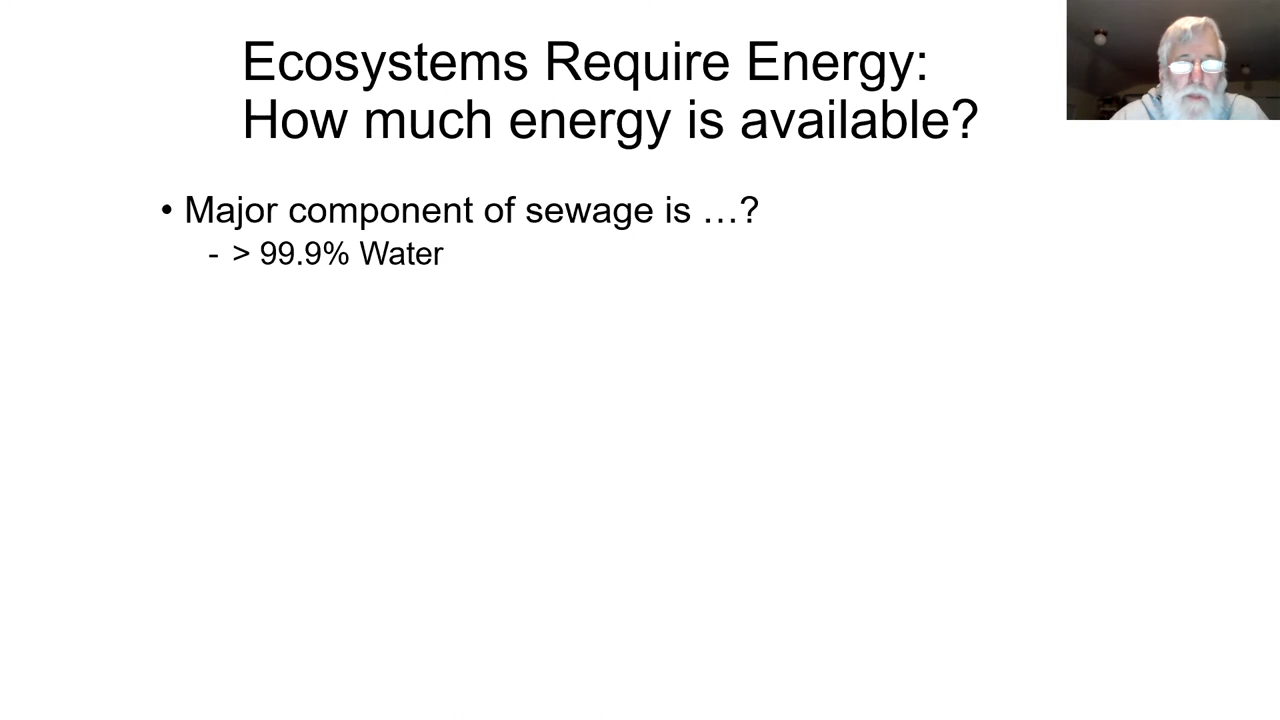 Ecosystems Require Energy:
How much energy is available?
• Major component of sewage is …?
- > 99.9% Water